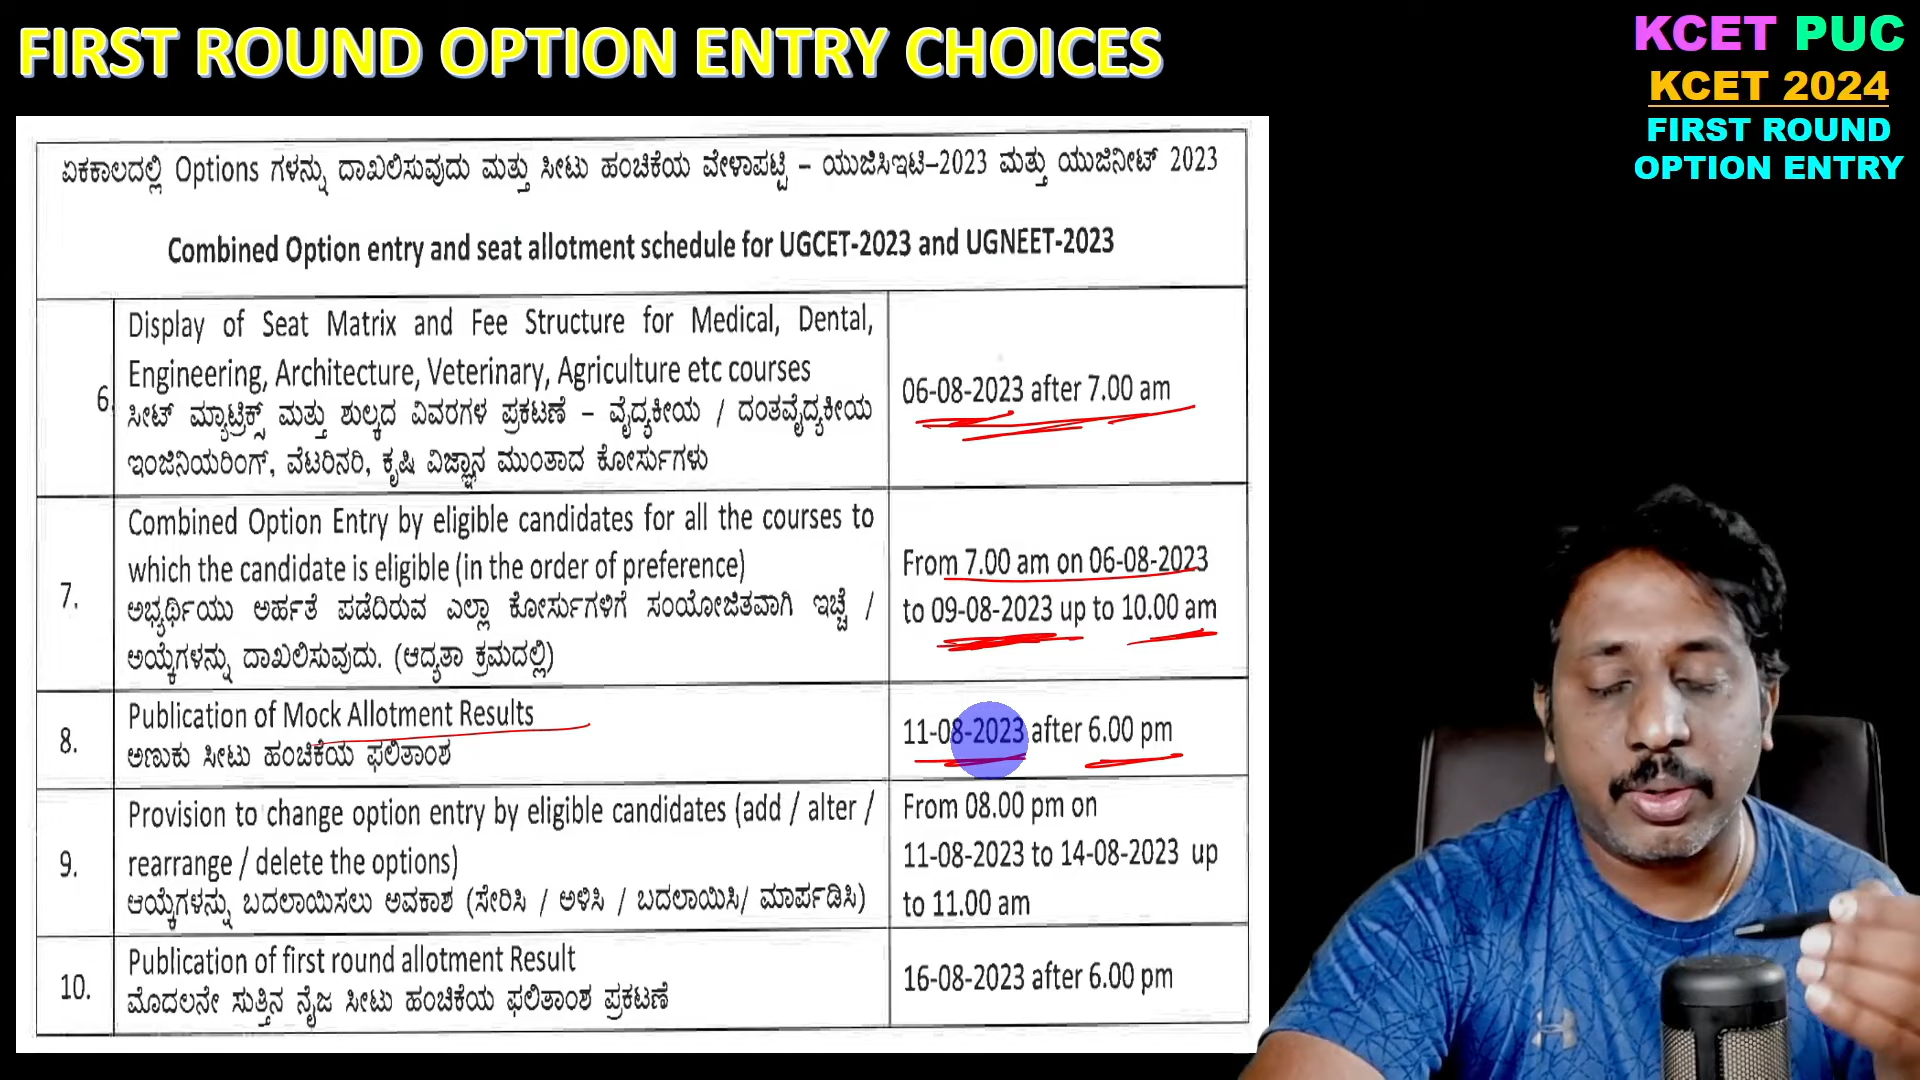 FIRST ROUND OPTION ENTRY CHOICES
KCET PUC
KCET 2024
FIRST ROUND
OPTION ENTRY
ಏಕಕಾಲದಲ್ಲಿ Options ಗಳನ್ನು ದಾಖಲಿಸುವುದು ಮತ್ತು ಸೀಟು ಹಂಚಿಕೆಯ ವೇಳಾಪಟ್ಟಿ – ಯುಜಿಸಿಇಟಿ–2023 ಮತ್ತು ಯುಜಿನೀಟ್ 2023
Combined Option entry and seat allotment schedule for UGCET-2023 and UGNEET-2023
6.
Display of Seat Matrix and Fee Structure for Medical, Dental,
Engineering, Architecture, Veterinary, Agriculture etc courses
ಸೀಟ್ ಮ್ಯಾಟ್ರಿಕ್ಸ್ ಮತ್ತು ಶುಲ್ಕದ ವಿವರಗಳ ಪ್ರಕಟಣೆ – ವೈದ್ಯಕೀಯ / ದಂತವೈದ್ಯಕೀಯ
ಇಂಜಿನಿಯರಿಂಗ್, ವೆಟರಿನರಿ, ಕೃಷಿ ವಿಜ್ಞಾನ ಮುಂತಾದ ಕೋರ್ಸುಗಳು
06-08-2023 after 7.00 am
7.
Combined Option Entry by eligible candidates for all the courses to
which the candidate is eligible (in the order of preference)
ಅಭ್ಯರ್ಥಿಯು ಅರ್ಹತೆ ಪಡೆದಿರುವ ಎಲ್ಲಾ ಕೋರ್ಸುಗಳಿಗೆ ಸಂಯೋಜಿತವಾಗಿ ಇಚ್ಛೆ /
ಆಯ್ಕೆಗಳನ್ನು ದಾಖಲಿಸುವುದು. (ಆದ್ಯತಾ ಕ್ರಮದಲ್ಲಿ)
From 7.00 am on 06-08-2023
to 09-08-2023 up to 10.00 am
8.
Publication of Mock Allotment Results
ಅಣುಕು ಸೀಟು ಹಂಚಿಕೆಯ ಫಲಿತಾಂಶ
11-08-2023 after 6.00 pm
9.
Provision to change option entry by eligible candidates (add / alter /
rearrange / delete the options)
ಆಯ್ಕೆಗಳನ್ನು ಬದಲಾಯಿಸಲು ಅವಕಾಶ (ಸೇರಿಸಿ / ಅಳಿಸಿ / ಬದಲಾಯಿಸಿ/ ಮಾರ್ಪಡಿಸಿ)
From 08.00 pm on
11-08-2023 to 14-08-2023 up
to 11.00 am
10.
Publication of first round allotment Result
ಮೊದಲನೇ ಸುತ್ತಿನ ನೈಜ ಸೀಟು ಹಂಚಿಕೆಯ ಫಲಿತಾಂಶ ಪ್ರಕಟಣೆ
16-08-2023 after 6.00 pm